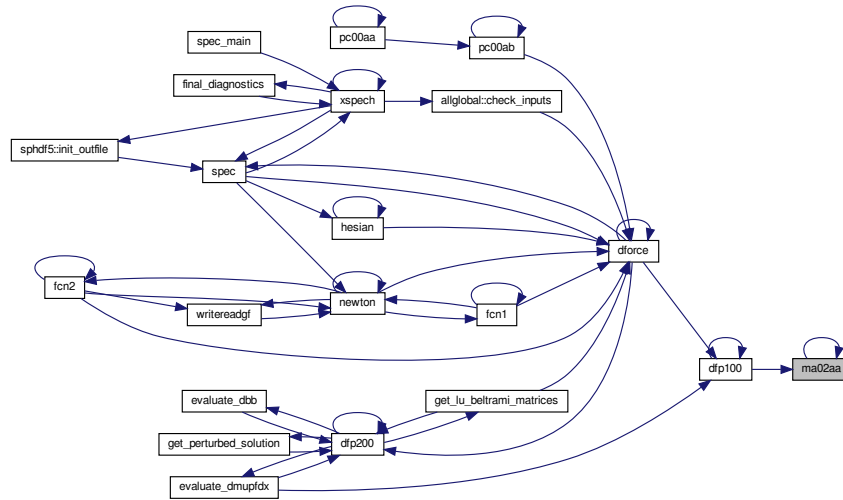 spec_main
pc00aa
pc00ab
final_diagnostics
xspech
allglobal::check_inputs
sphdf5::init_outfile
spec
hesian
dforce
fcn2
writereadgf
newton
fcn1
dfp100
ma02aa
evaluate_dbb
get_lu_beltrami_matrices
get_perturbed_solution
dfp200
evaluate_dmupfdx